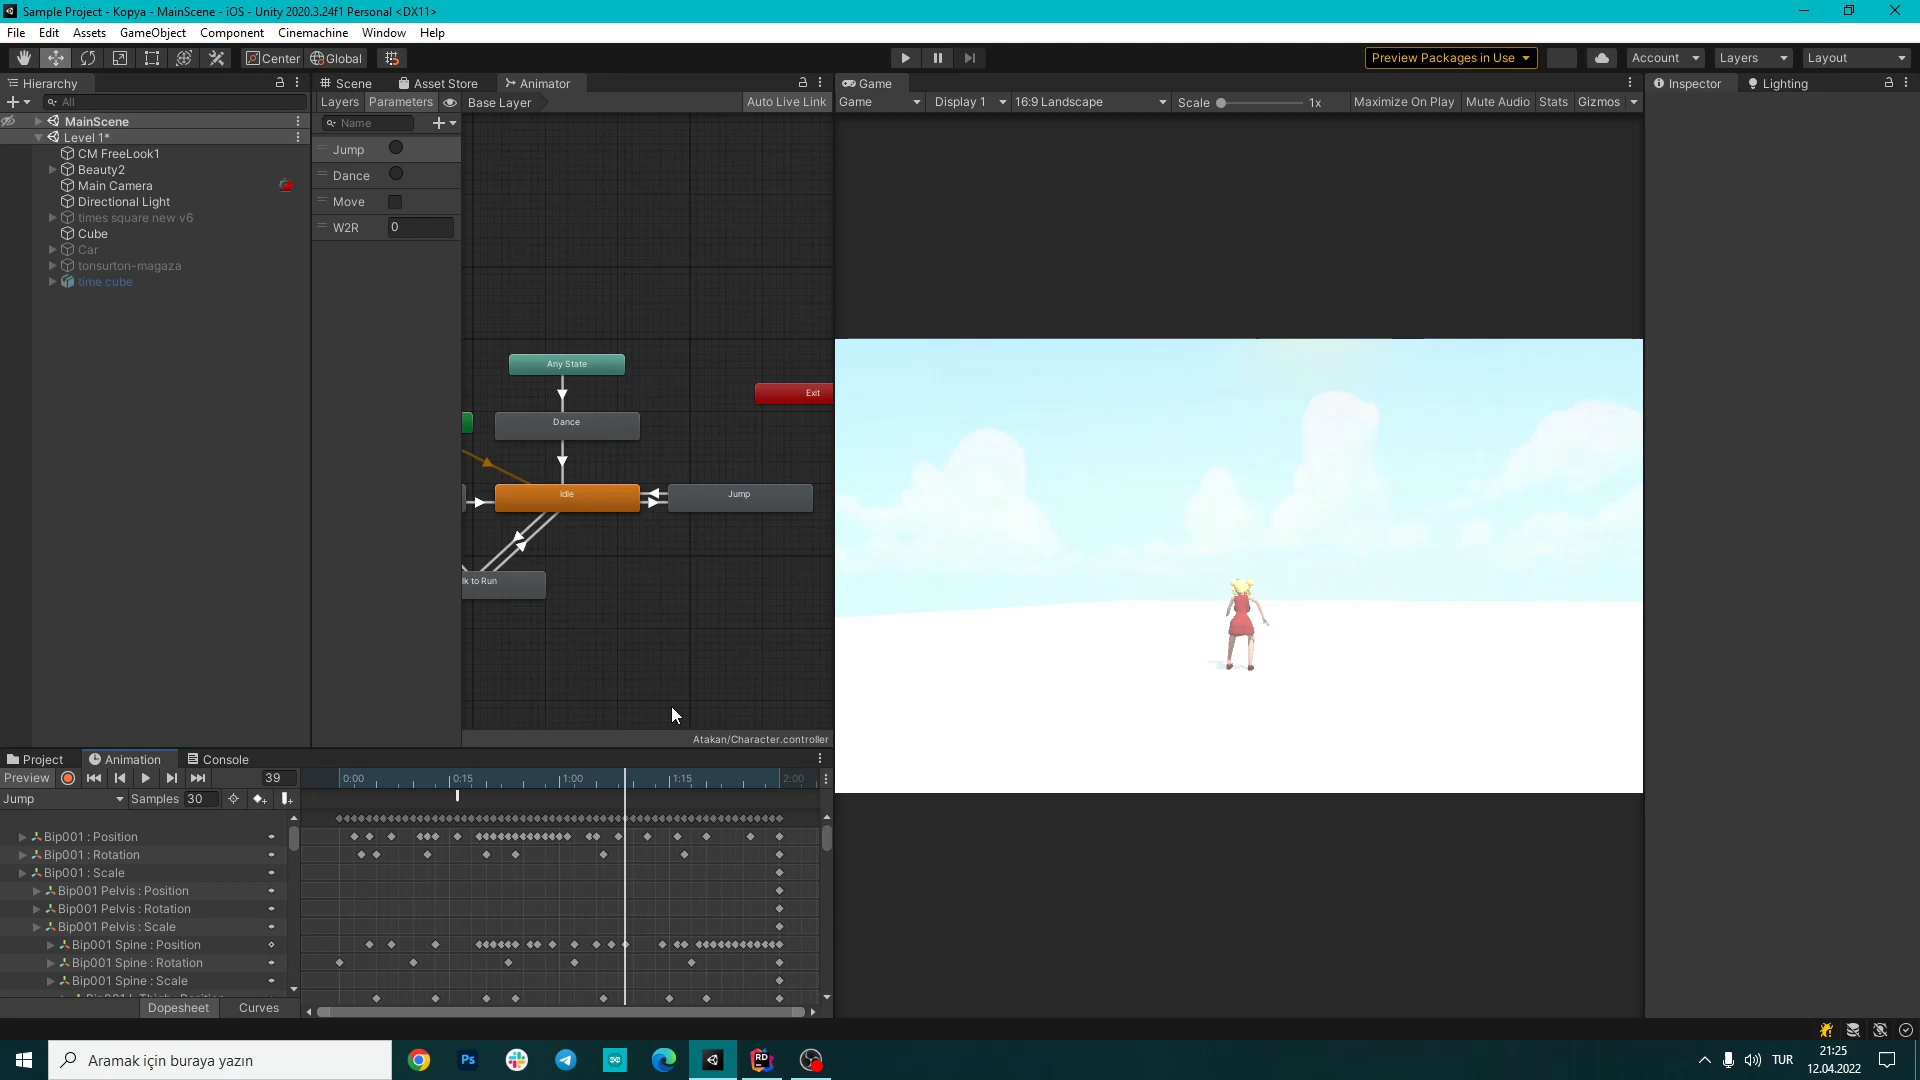 Sample Project - Kopya - MainScene - iOS - Unity 2020.3.24f1 Personal <DX11>
File Edit Assets GameObject Component Cinemachine Window Help
Center Global Preview Packages in Use Account Layers Layout
Hierarchy
All
MainScene
Level 1*
CM FreeLook1
Beauty2
Main Camera
Directional Light
times square new v6
Cube
Car
tonsurton-magaza
time cube
Scene Asset Store Animator
Layers Parameters Base Layer Auto Live Link
Name
Jump
Dance
Move
W2R 0
Any State
Exit
Dance
Idle
Jump
lk to Run
Atakan/Character.controller
Game
Game Display 1 16:9 Landscape Scale 1x Maximize On Play Mute Audio Stats Gizmos
Inspector Lighting
Project Animation Console
Preview 39 0:00 0:15 1:00 1:15 2:00
Jump Samples 30
Bip001 : Position
Bip001 : Rotation
Bip001 : Scale
Bip001 Pelvis : Position
Bip001 Pelvis : Rotation
Bip001 Pelvis : Scale
Bip001 Spine : Position
Bip001 Spine : Rotation
Bip001 Spine : Scale
Dopesheet Curves
Aramak için buraya yazın
Ps
RD
TUR
21:25
12.04.2022